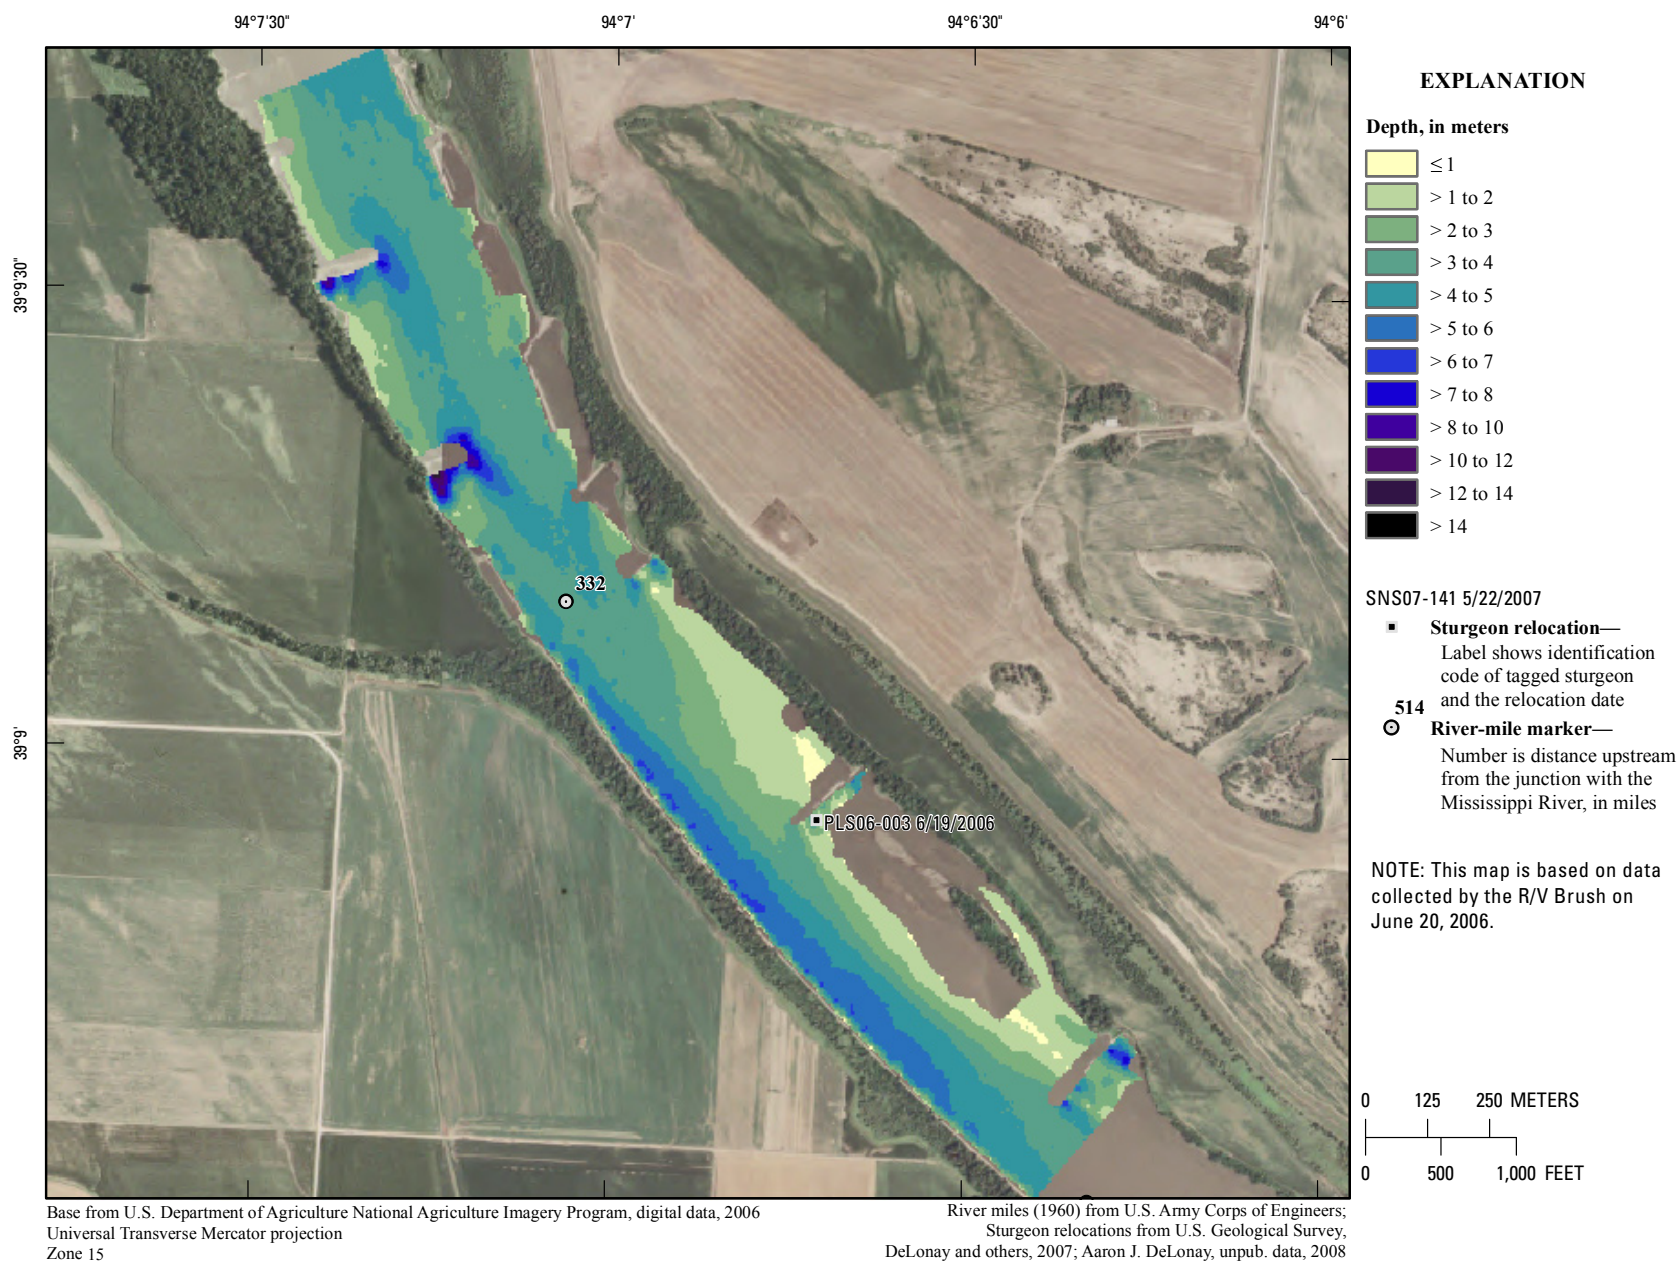 94°7'30"
94°7'
94°6'30"
94°6'
39°9'30"
39°9'
332
PLS06-003 6/19/2006
EXPLANATION
Depth, in meters
≤ 1
> 1 to 2
> 2 to 3
> 3 to 4
> 4 to 5
> 5 to 6
> 6 to 7
> 7 to 8
> 8 to 10
> 10 to 12
> 12 to 14
> 14
SNS07-141 5/22/2007
Sturgeon relocation—
Label shows identification
code of tagged sturgeon
and the relocation date
514
River-mile marker—
Number is distance upstream
from the junction with the
Mississippi River, in miles
NOTE: This map is based on data
collected by the R/V Brush on
June 20, 2006.
0 125 250 METERS
0 500 1,000 FEET
Base from U.S. Department of Agriculture National Agriculture Imagery Program, digital data, 2006
Universal Transverse Mercator projection
Zone 15
River miles (1960) from U.S. Army Corps of Engineers;
Sturgeon relocations from U.S. Geological Survey,
DeLonay and others, 2007; Aaron J. DeLonay, unpub. data, 2008